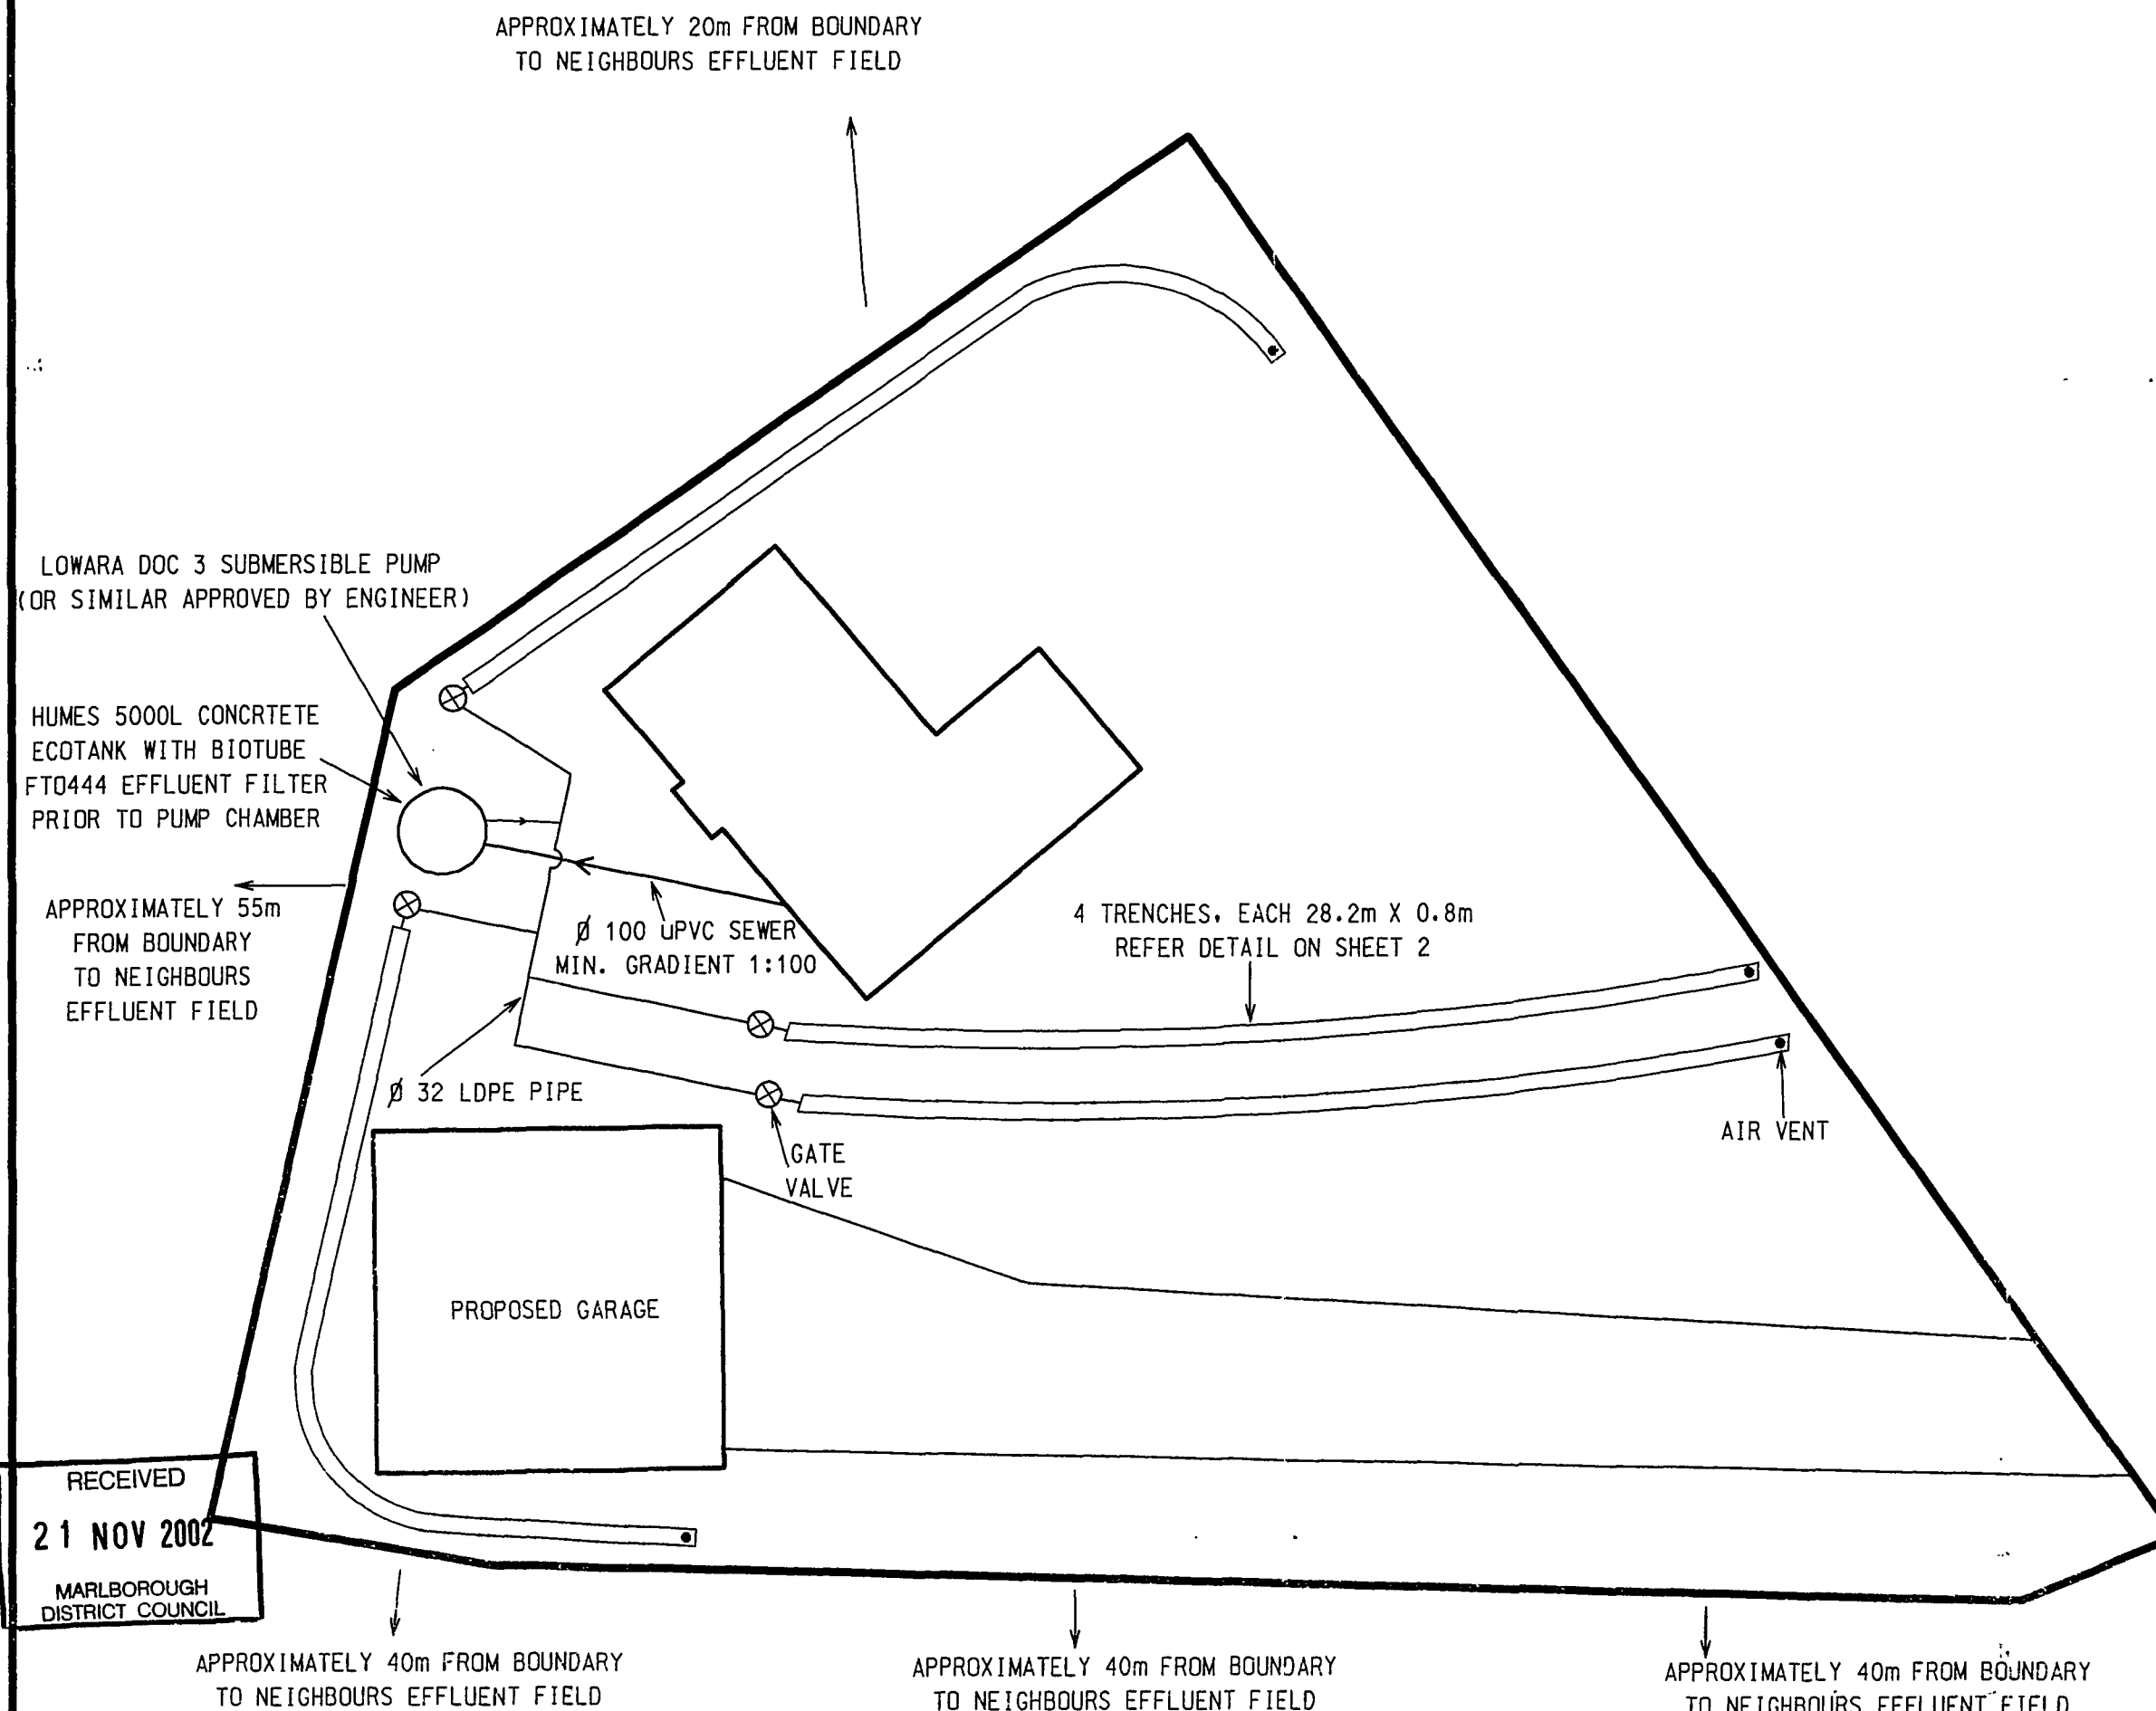 APPROXIMATELY 20m FROM BOUNDARY
TO NEIGHBOURS EFFLUENT FIELD
LOWARA DOC 3 SUBMERSIBLE PUMP
(OR SIMILAR APPROVED BY ENGINEER)
HUMES 5000L CONCRTETE
ECOTANK WITH BIOTUBE
FT0444 EFFLUENT FILTER
PRIOR TO PUMP CHAMBER
APPROXIMATELY 55m
FROM BOUNDARY
TO NEIGHBOURS
EFFLUENT FIELD
Ø 100 uPVC SEWER
MIN. GRADIENT 1:100
4 TRENCHES, EACH 28.2m X 0.8m
REFER DETAIL ON SHEET 2
Ø 32 LDPE PIPE
GATE
VALVE
AIR VENT
PROPOSED GARAGE
RECEIVED
21 NOV 2002
MARLBOROUGH
DISTRICT COUNCIL
APPROXIMATELY 40m FROM BOUNDARY
TO NEIGHBOURS EFFLUENT FIELD
APPROXIMATELY 40m FROM BOUNDARY
TO NEIGHBOURS EFFLUENT FIELD
APPROXIMATELY 40m FROM BOUNDARY
TO NEIGHBOURS EFFLUENT FIELD